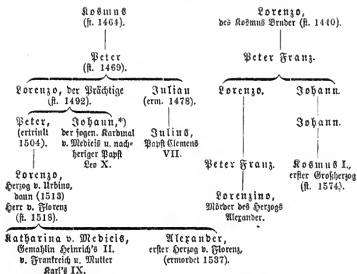 Kosmus
(st. 1464).
Lorenzo,
des Kosmus Bruder (st. 1440).
Peter
(st. 1469).
Peter Franz.
Lorenzo, der Prächtige
(st. 1492)
Julian
(erm. 1478).
Lorenzo.
Johann.
Peter,
(ertrinkt
1504).
Johann,*)
der sogen. Kardinal
v. Medicis u. nach-
heriger Papst
Leo X.
Julius,
Papst Clemens
VII.
Johann.
Lorenzo,
Herzog v. Urbino,
dann (1513)
Herr v. Florenz
(st. 1518).
Peter Franz.
Kosmus I.,
erster Großherzog
(st. 1574).
Lorenzino,
Mörder des Herzogs
Alexander.
Katharina v. Medicis,
Gemahlin Heinrich's II.
v. Frankreich u. Mutter
Karl's IX.
Alexander,
erster Herzog v. Florenz,
(ermordet 1537).